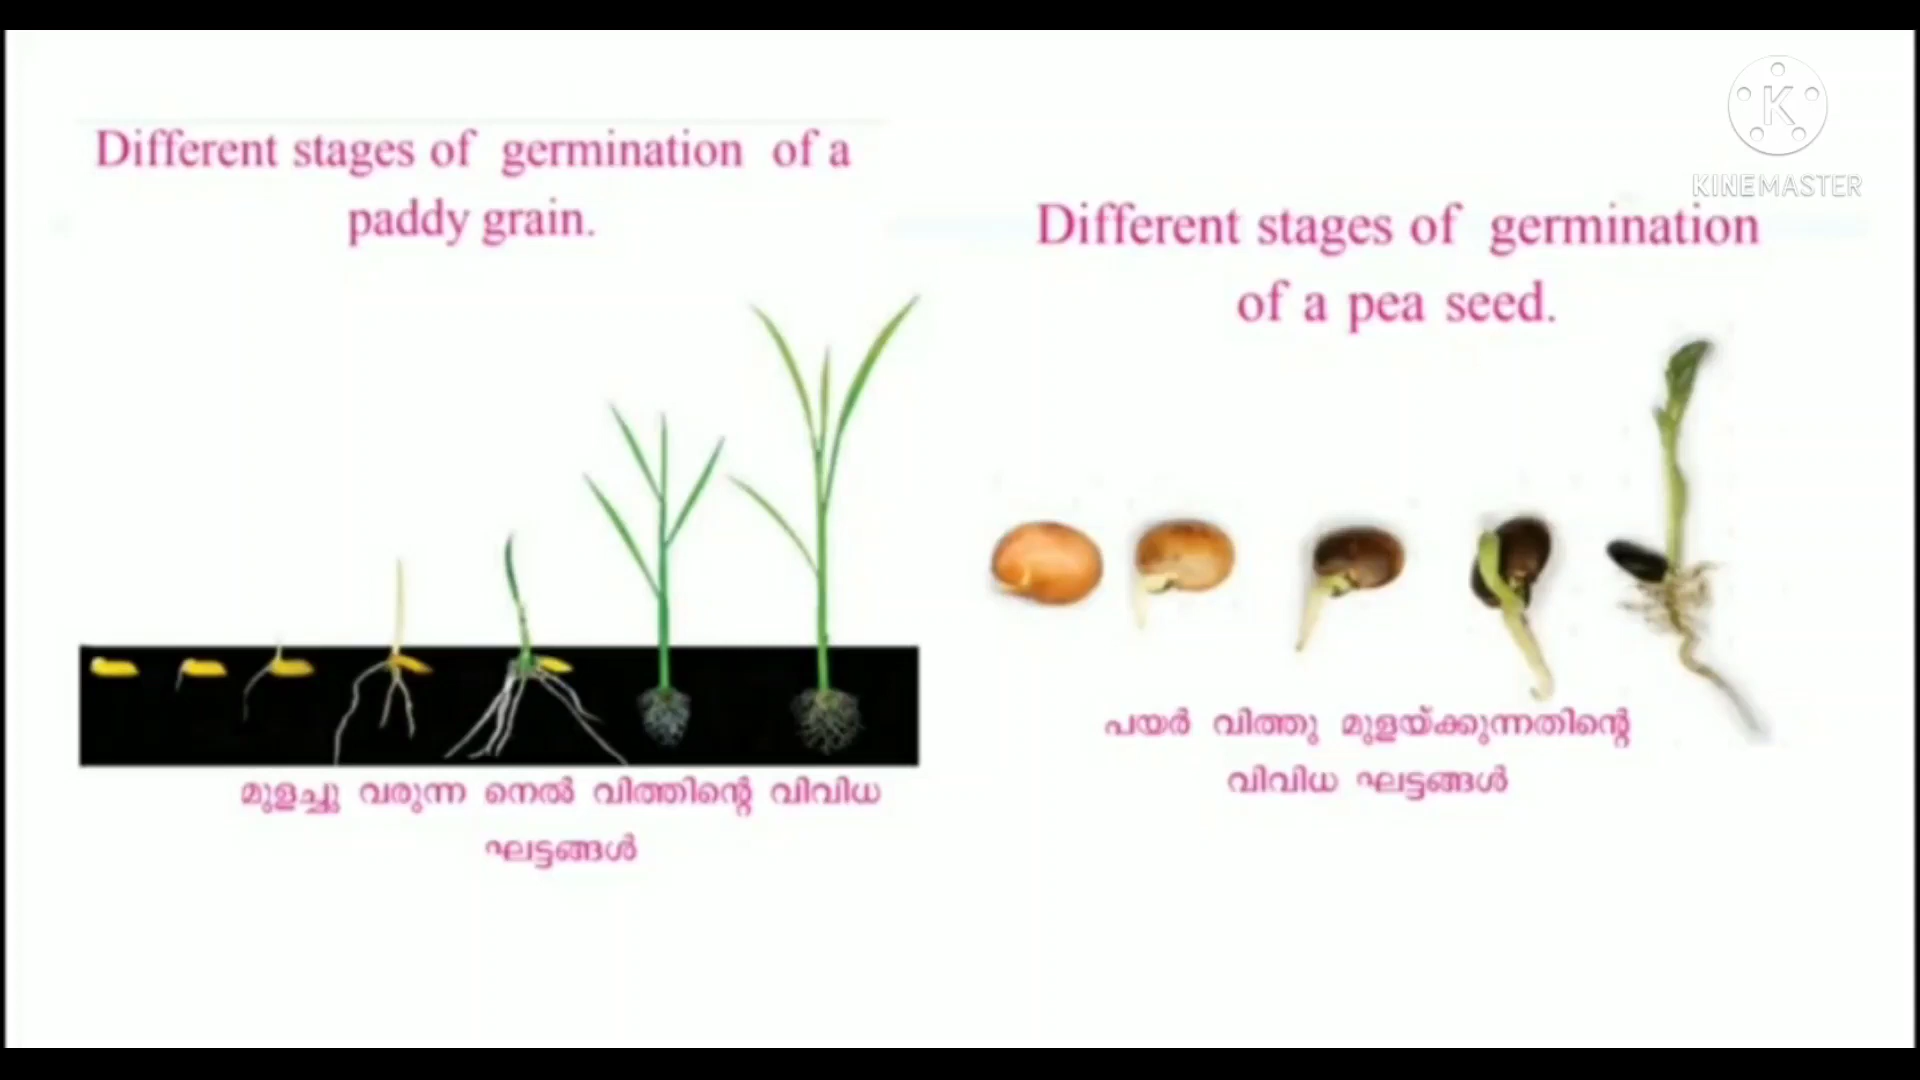 Different stages of germination of a
paddy grain.
മുളച്ചു വരുന്ന നെൽ വിത്തിന്റെ വിവിധ
ഘട്ടങ്ങൾ
KINEMASTER
Different stages of germination
of a pea seed.
പയർ വിത്തു മുളയ്ക്കുന്നതിന്റെ
വിവിധ ഘട്ടങ്ങൾ